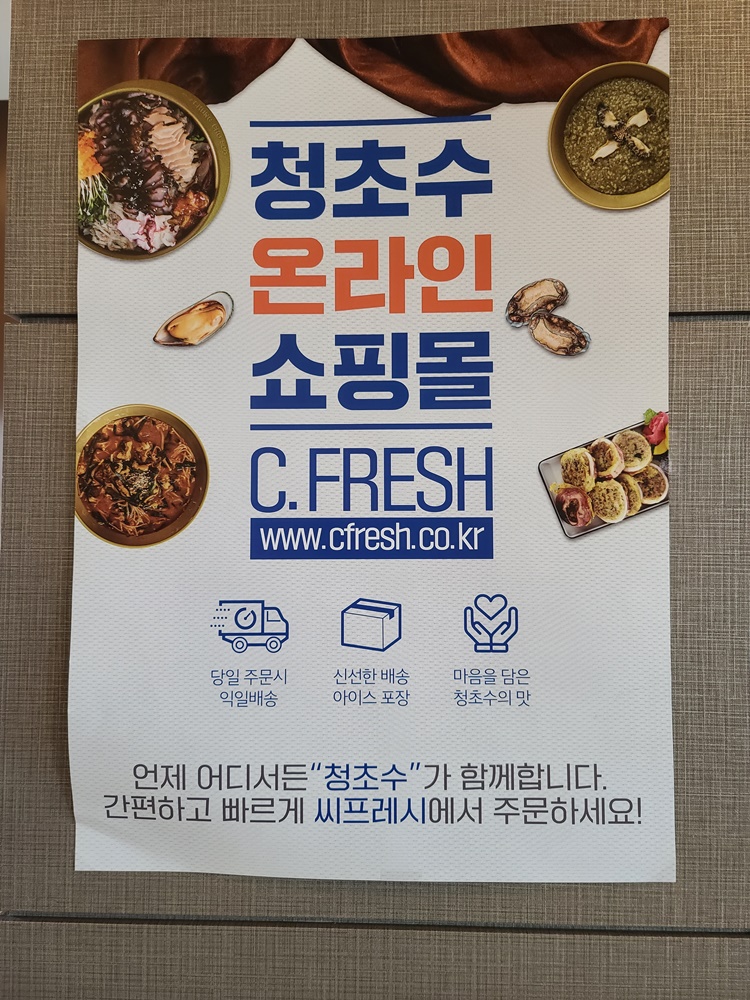 청초수
온라인
쇼핑몰
C.FRESH
www.cfresh.co.kr
당일 주문시
익일배송
신선한 배송
아이스 포장
마음을 담은
청초수의 맛
언제 어디서든“청초수”가 함께합니다.
간편하고 빠르게 씨프레시에서 주문하세요!